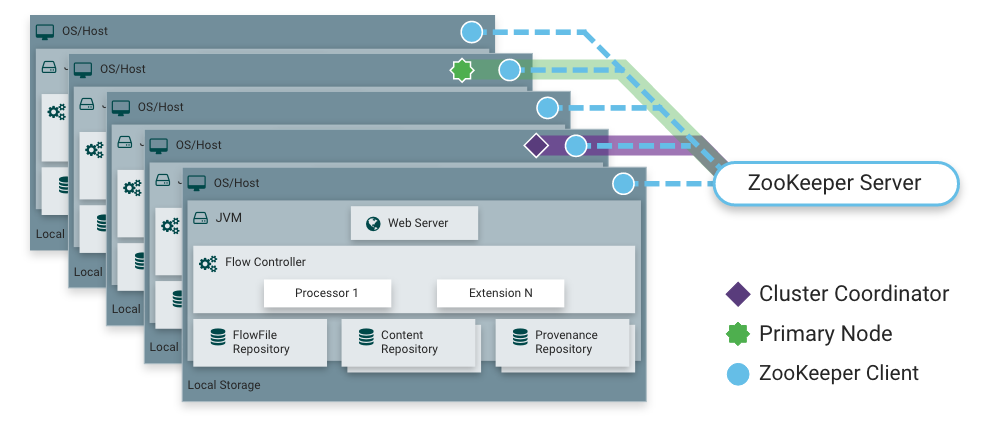 OS/Host
OS/Host
OS/Host
OS/Host
OS/Host
JVM
Web Server
Flow Controller
Processor 1
Extension N
FlowFile
Repository
Content
Repository
Provenance
Repository
Local
Local
Local
Local
Local Storage
ZooKeeper Server
Cluster Coordinator
Primary Node
ZooKeeper Client